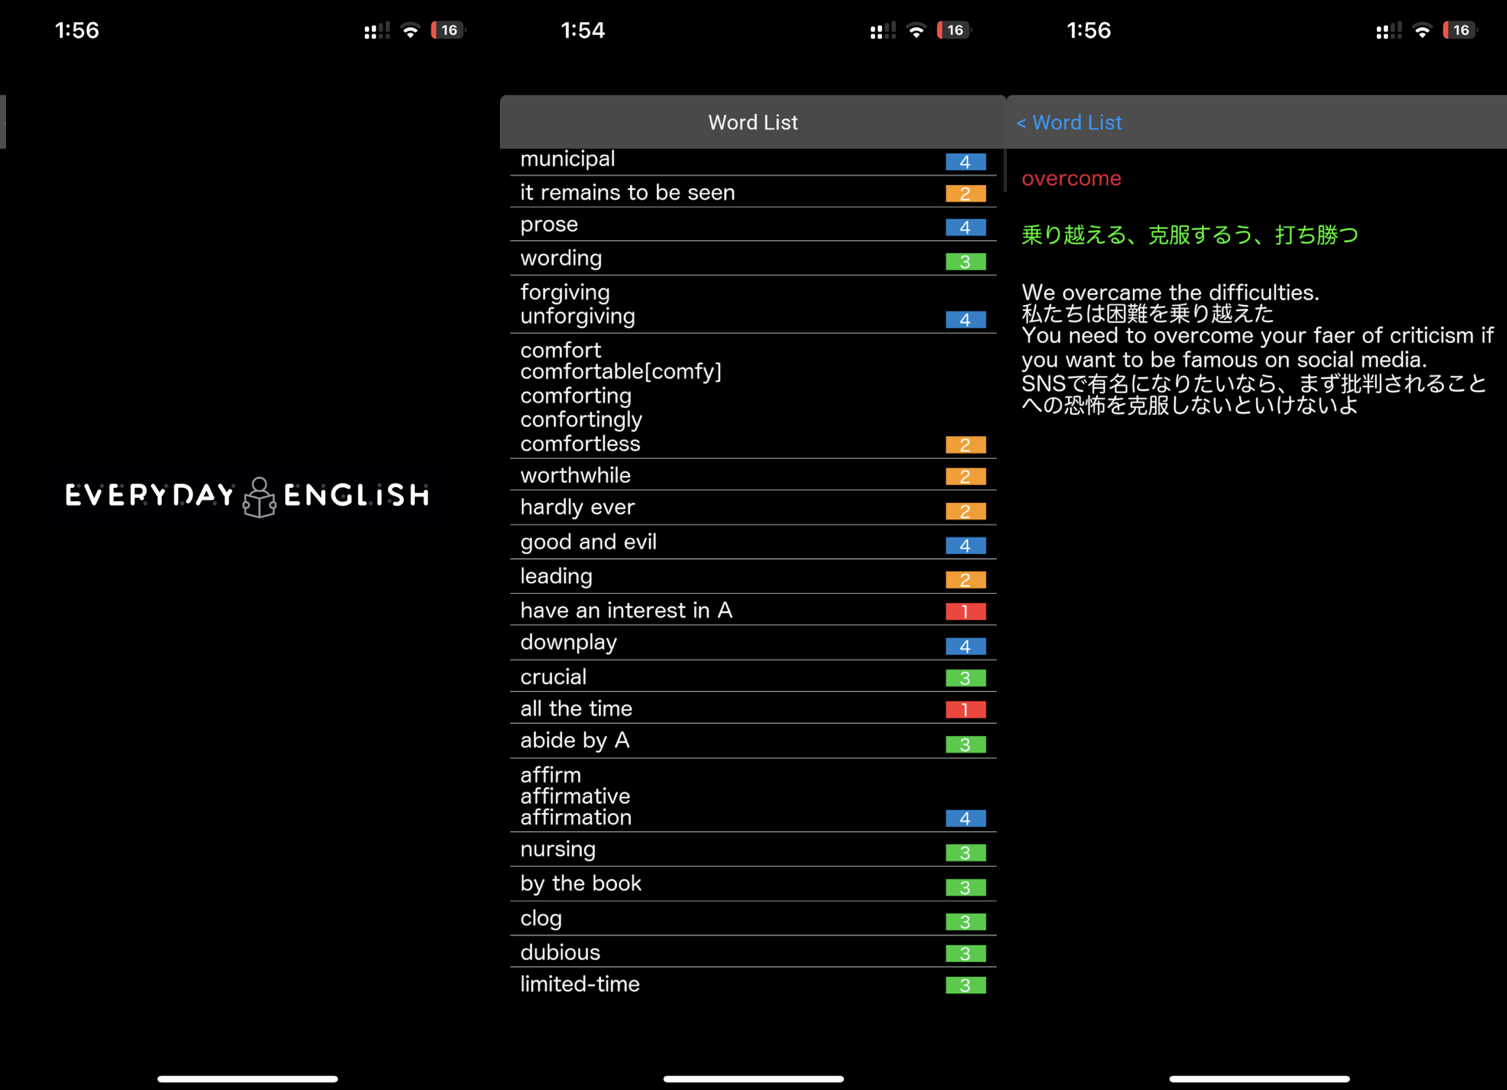 1:56
16
EVERYDAY ENGLISH
1:54
16
Word List
municipal
4
it remains to be seen
2
prose
4
wording
3
forgiving
unforgiving
4
comfort
comfortable[comfy]
comforting
confortingly
comfortless
2
worthwhile
2
hardly ever
2
good and evil
4
leading
2
have an interest in A
1
downplay
4
crucial
3
all the time
1
abide by A
3
affirm
affirmative
affirmation
4
nursing
3
by the book
3
clog
3
dubious
3
limited-time
3
1:56
16
< Word List
overcome
乗り越える、克服するう、打ち勝つ
We overcame the difficulties.
私たちは困難を乗り越えた
You need to overcome your faer of criticism if
you want to be famous on social media.
SNSで有名になりたいなら、まず批判されること
への恐怖を克服しないといけないよ